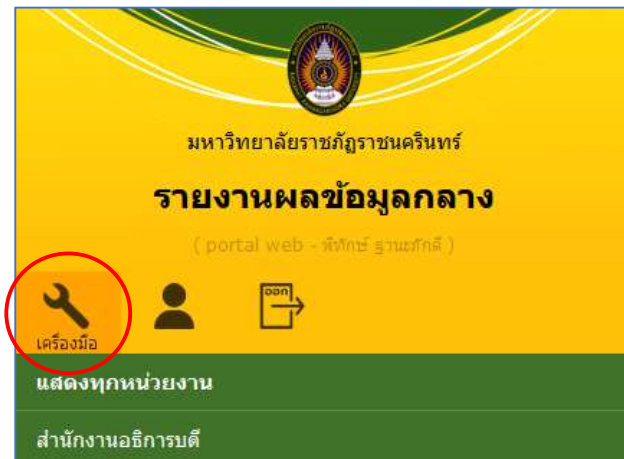 มหาวิทยาลัยราชภัฏราชนครินทร์
รายงานผลข้อมูลกลาง
( portal web - พิทักษ์ ฐานะภักดี )
ออก
เครื่องมือ
แสดงทุกหน่วยงาน
สำนักงานอธิการบดี